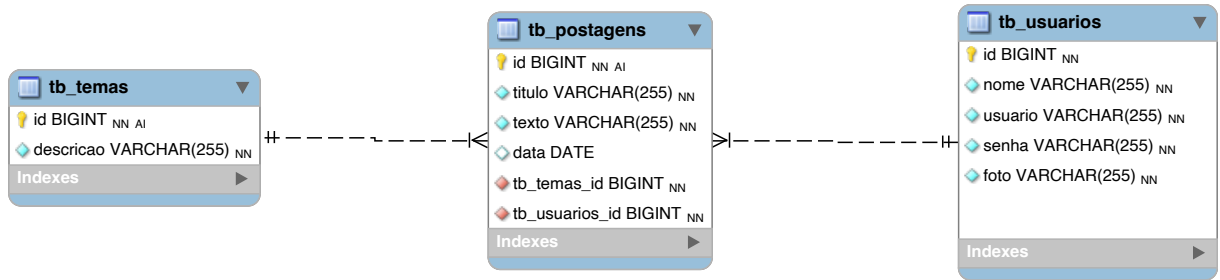 tb_temas
id BIGINT NN AI
descricao VARCHAR(255) NN
Indexes
tb_postagens
id BIGINT NN AI
titulo VARCHAR(255) NN
texto VARCHAR(255) NN
data DATE
tb_temas_id BIGINT NN
tb_usuarios_id BIGINT NN
Indexes
tb_usuarios
id BIGINT NN
nome VARCHAR(255) NN
usuario VARCHAR(255) NN
senha VARCHAR(255) NN
foto VARCHAR(255) NN
Indexes